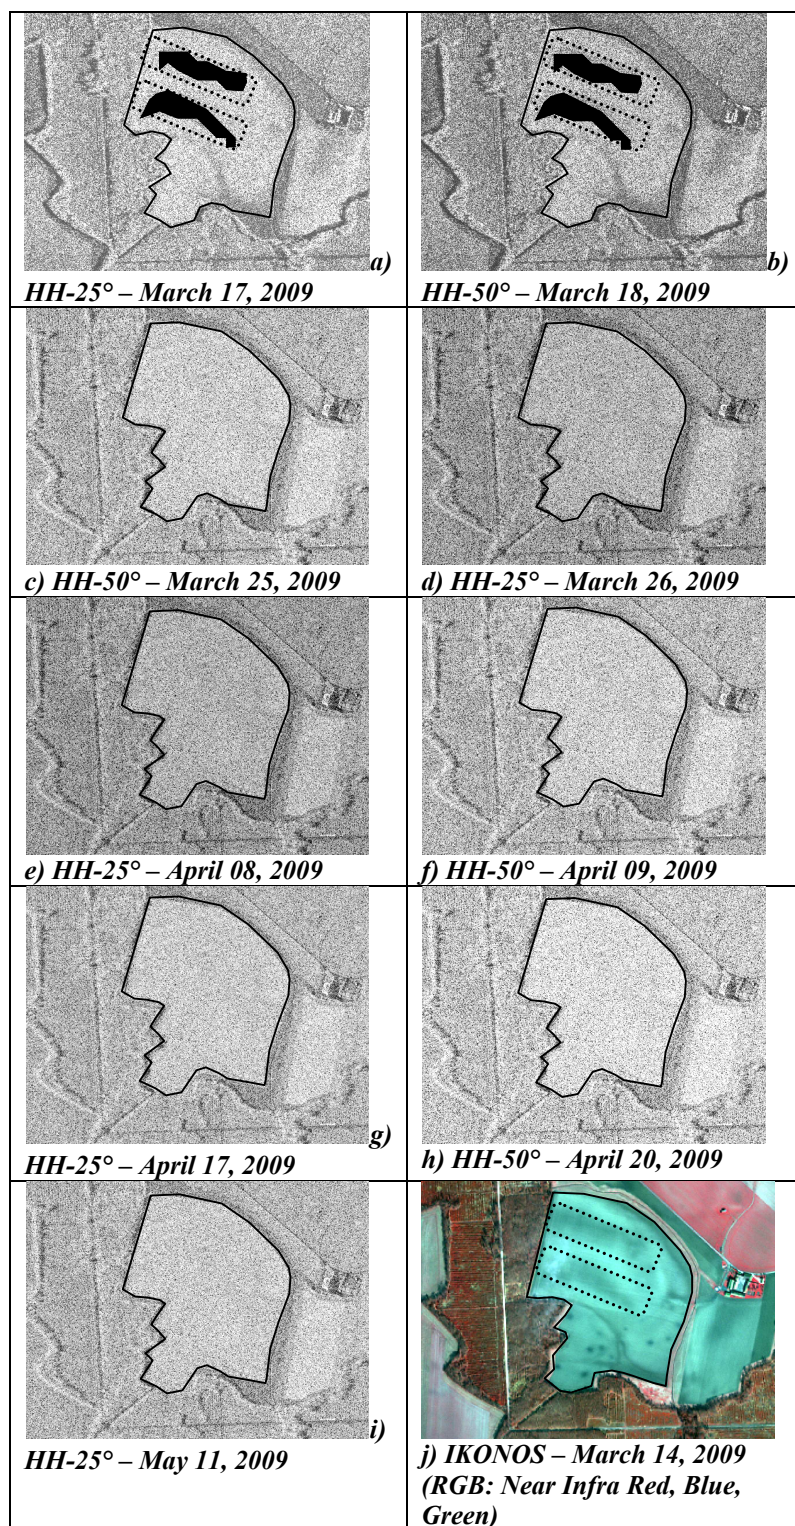 a)
HH-25° – March 17, 2009
b)
HH-50° – March 18, 2009
c) HH-50° – March 25, 2009
d) HH-25° – March 26, 2009
e) HH-25° – April 08, 2009
f) HH-50° – April 09, 2009
g)
HH-25° – April 17, 2009
h) HH-50° – April 20, 2009
i)
HH-25° – May 11, 2009
j) IKONOS – March 14, 2009
(RGB: Near Infra Red, Blue,
Green)